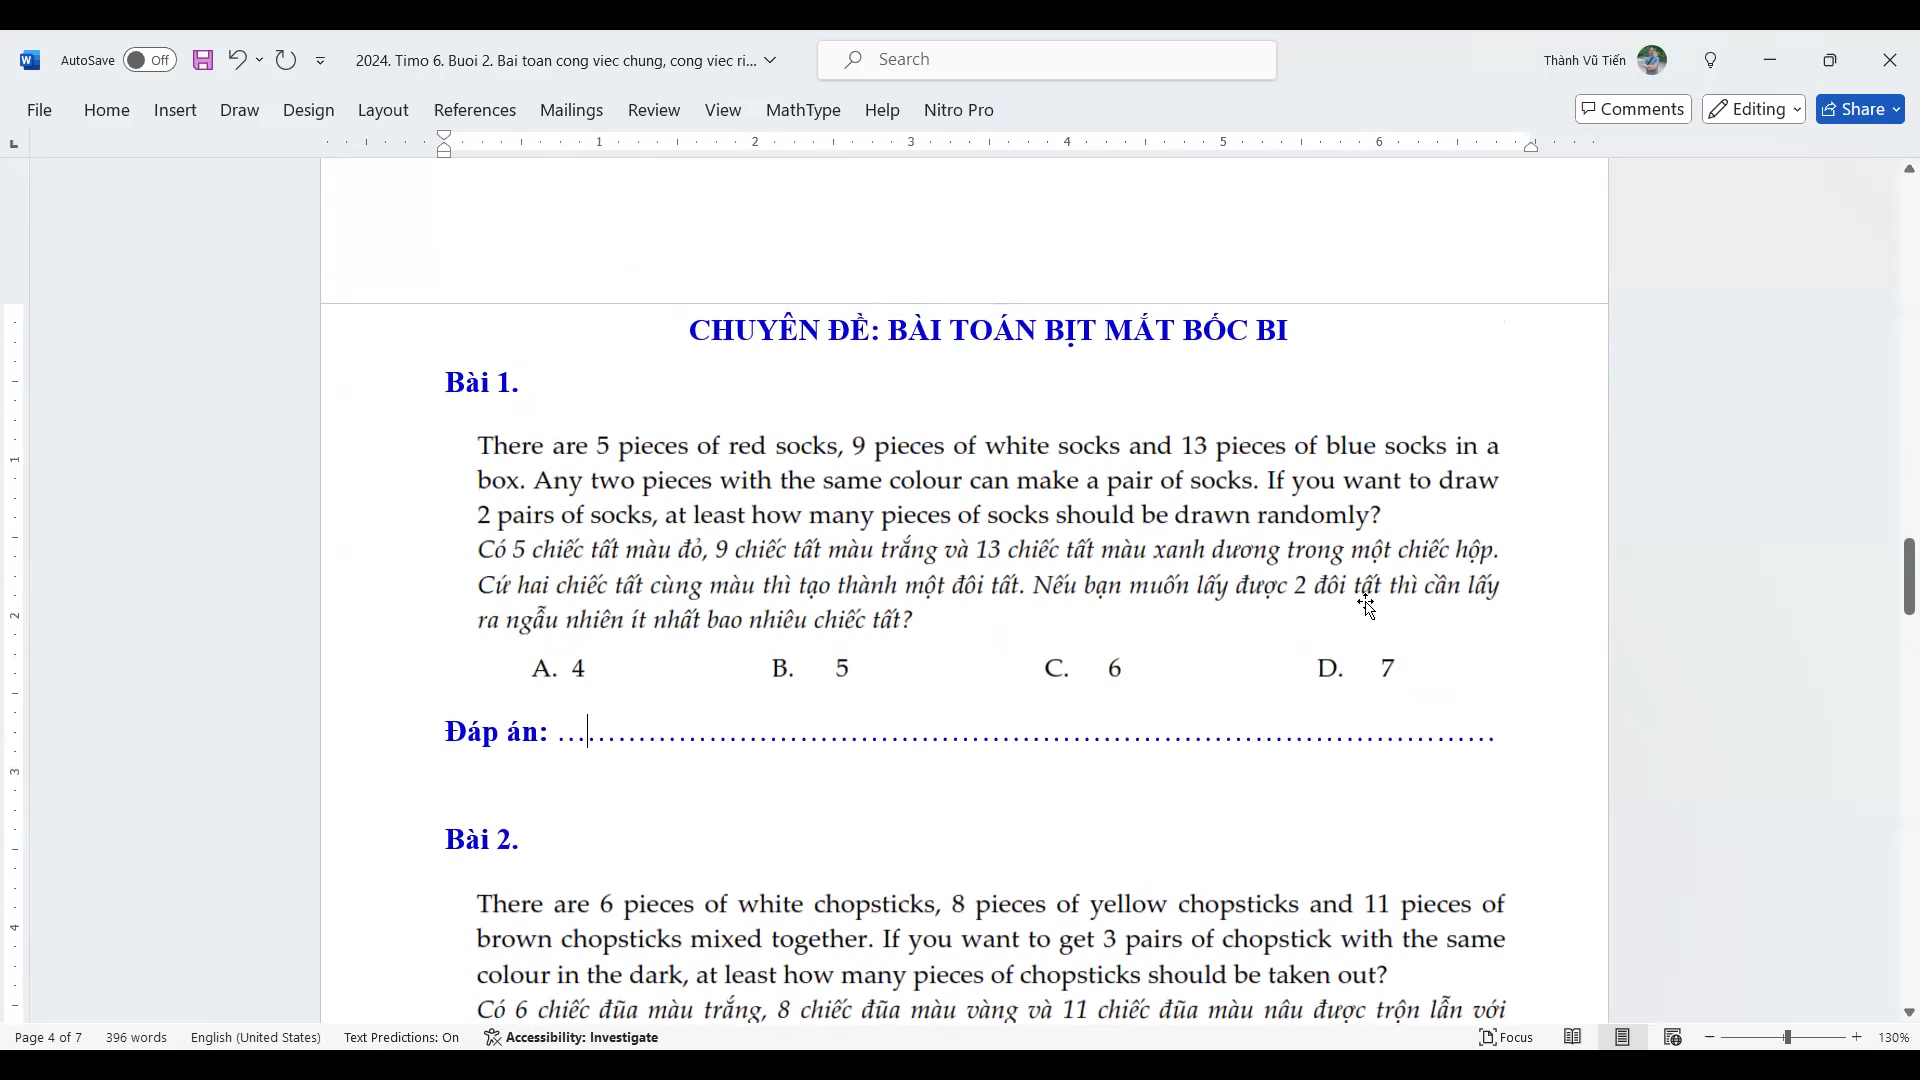 AutoSave Off 2024. Timo 6. Buoi 2. Bai toan cong viec chung, cong viec ri... Search Thành Vũ Tiến
File Home Insert Draw Design Layout References Mailings Review View MathType Help Nitro Pro Comments Editing Share
1 2 3 4 5 6
CHUYÊN ĐỀ: BÀI TOÁN BỊT MẮT BỐC BI
Bài 1.
There are 5 pieces of red socks, 9 pieces of white socks and 13 pieces of blue socks in a
box. Any two pieces with the same colour can make a pair of socks. If you want to draw
2 pairs of socks, at least how many pieces of socks should be drawn randomly?
Có 5 chiếc tất màu đỏ, 9 chiếc tất màu trắng và 13 chiếc tất màu xanh dương trong một chiếc hộp.
Cứ hai chiếc tất cùng màu thì tạo thành một đôi tất. Nếu bạn muốn lấy được 2 đôi tất thì cần lấy
ra ngẫu nhiên ít nhất bao nhiêu chiếc tất?
A. 4 B. 5 C. 6 D. 7
Đáp án: ………………………………………………………………………………
Bài 2.
There are 6 pieces of white chopsticks, 8 pieces of yellow chopsticks and 11 pieces of
brown chopsticks mixed together. If you want to get 3 pairs of chopstick with the same
colour in the dark, at least how many pieces of chopsticks should be taken out?
Có 6 chiếc đũa màu trắng, 8 chiếc đũa màu vàng và 11 chiếc đũa màu nâu được trộn lẫn với
1
2
3
4
Page 4 of 7 396 words English (United States) Text Predictions: On Accessibility: Investigate Focus 130%